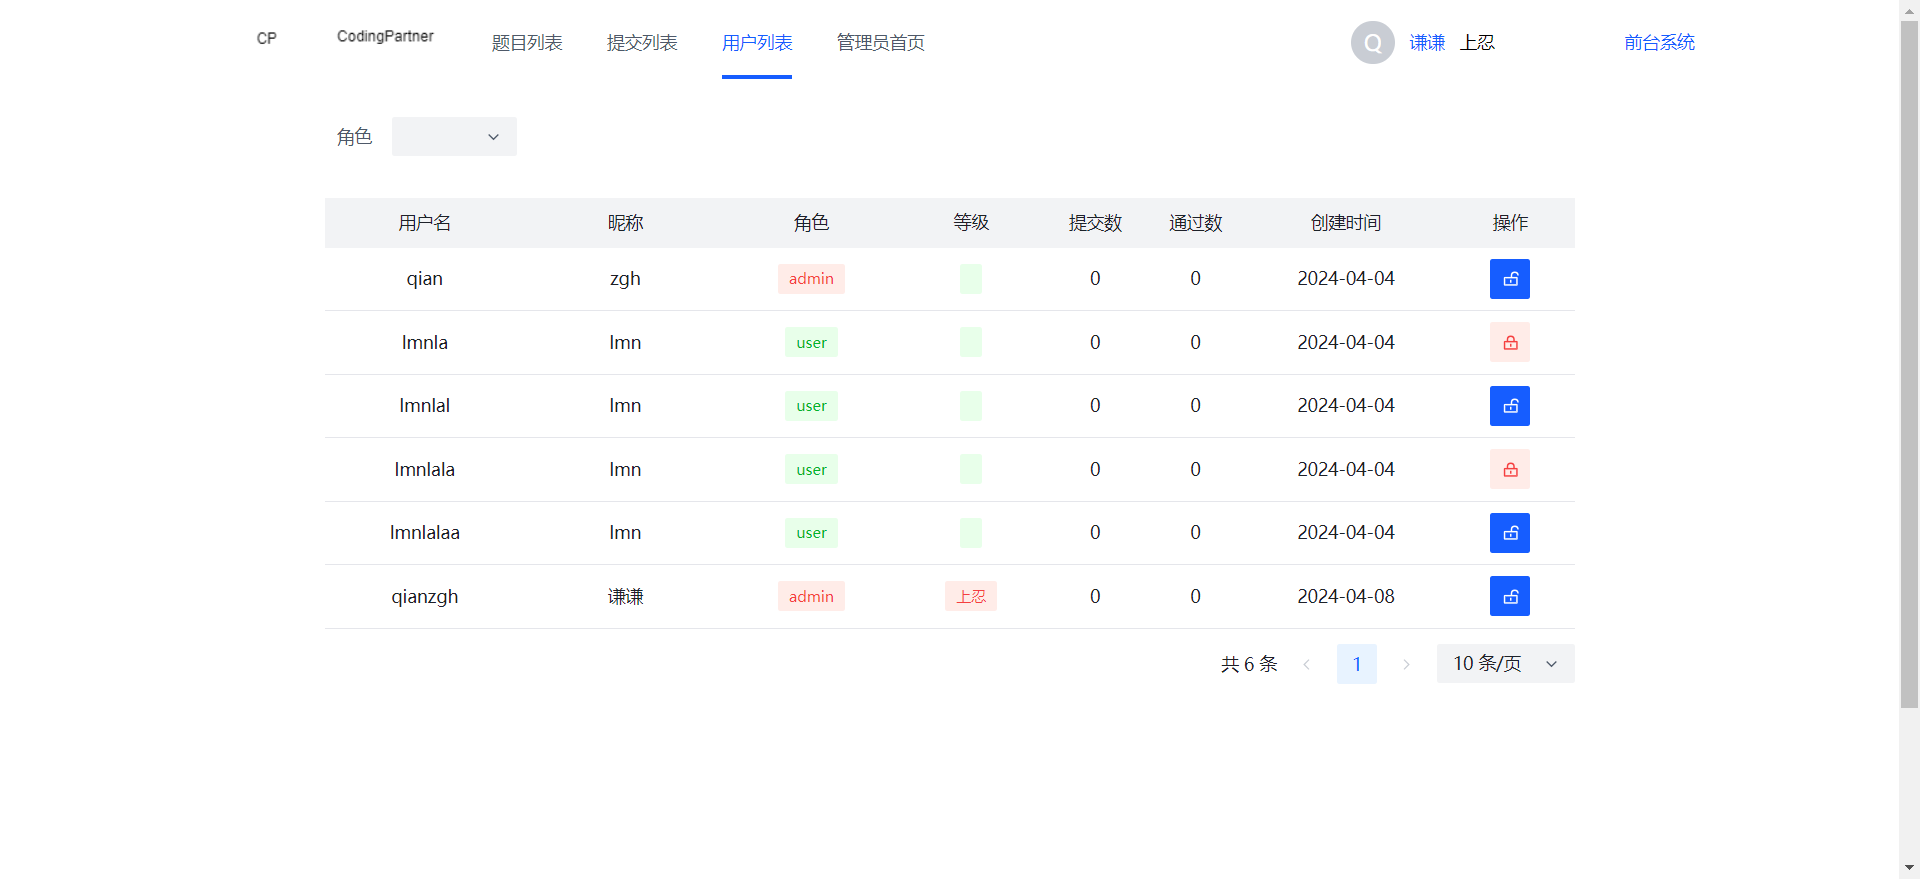 CP CodingPartner 题目列表 提交列表 用户列表 管理员首页 Q 谦谦 上忍 前台系统
角色
用户名 昵称 角色 等级 提交数 通过数 创建时间 操作
qian zgh admin 0 0 2024-04-04
lmnla lmn user 0 0 2024-04-04
lmnlal lmn user 0 0 2024-04-04
lmnlala lmn user 0 0 2024-04-04
lmnlalaa lmn user 0 0 2024-04-04
qianzgh 谦谦 admin 上忍 0 0 2024-04-08
共 6 条 1 10 条/页